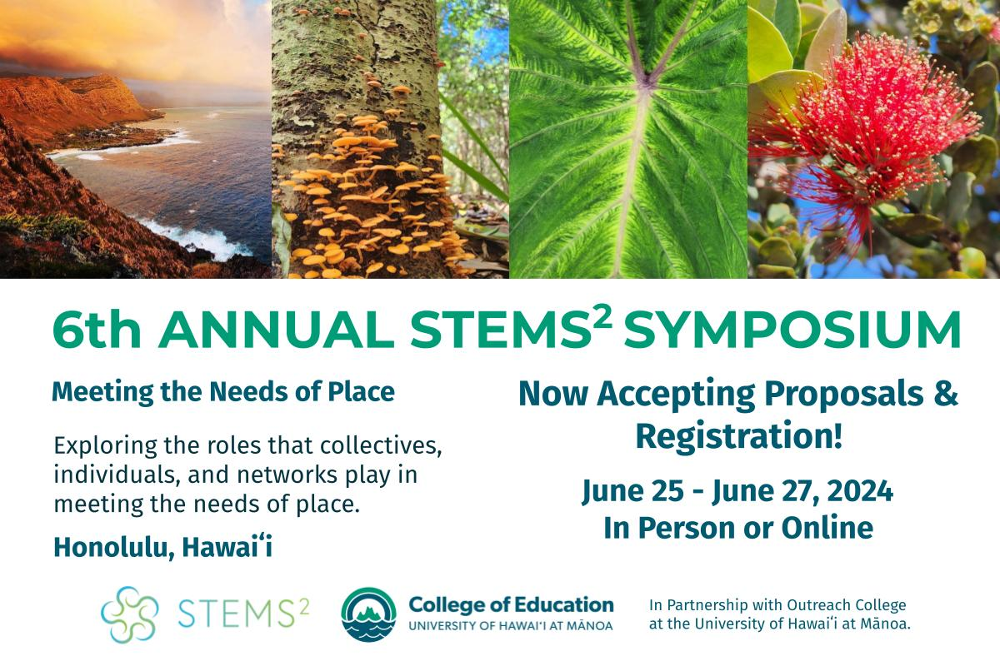 6th ANNUAL STEMS² SYMPOSIUM
Meeting the Needs of Place
Exploring the roles that collectives,
individuals, and networks play in
meeting the needs of place.
Honolulu, Hawaiʻi
Now Accepting Proposals &
Registration!
June 25 - June 27, 2024
In Person or Online
STEMS²
College of Education
UNIVERSITY OF HAWAIʻI AT MĀNOA
In Partnership with Outreach College
at the University of Hawaiʻi at Mānoa.